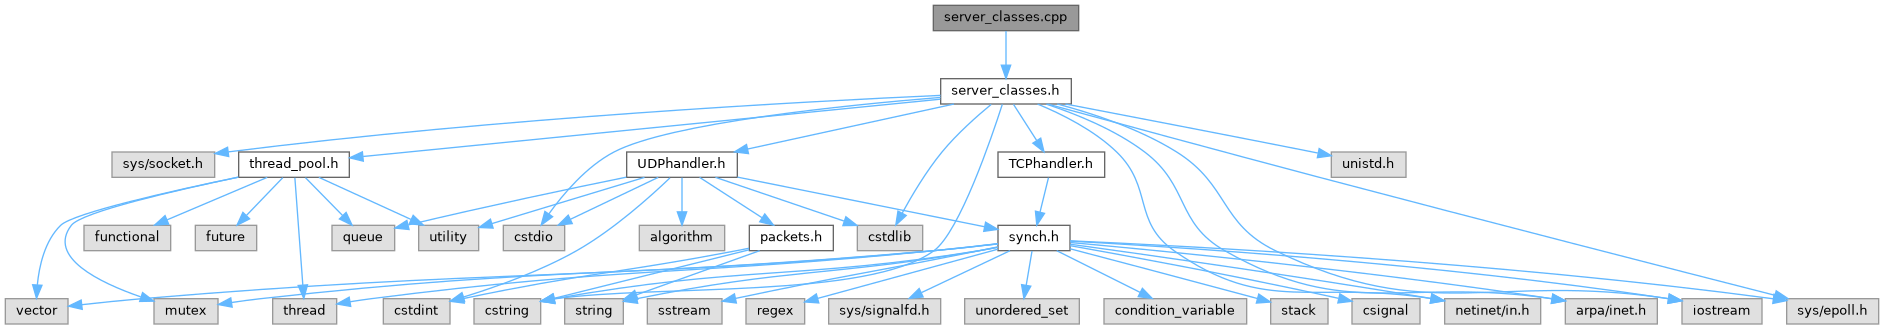 server_classes.cpp
server_classes.h
sys/socket.h
thread_pool.h
UDPhandler.h
TCPhandler.h
unistd.h
functional
future
queue
utility
cstdio
algorithm
packets.h
cstdlib
synch.h
vector
mutex
thread
cstdint
cstring
string
sstream
regex
sys/signalfd.h
unordered_set
condition_variable
stack
csignal
netinet/in.h
arpa/inet.h
iostream
sys/epoll.h